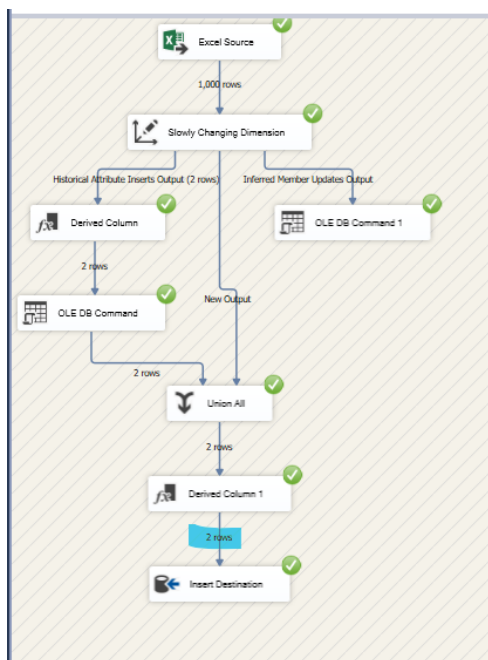 Excel Source
1,000 rows
Slowly Changing Dimension
Historical Attribute Inserts Output (2 rows)
Inferred Member Updates Output
fx Derived Column
OLE DB Command 1
2 rows
New Output
OLE DB Command
2 rows
Union All
2 rows
fx Derived Column 1
2 rows
Insert Destination